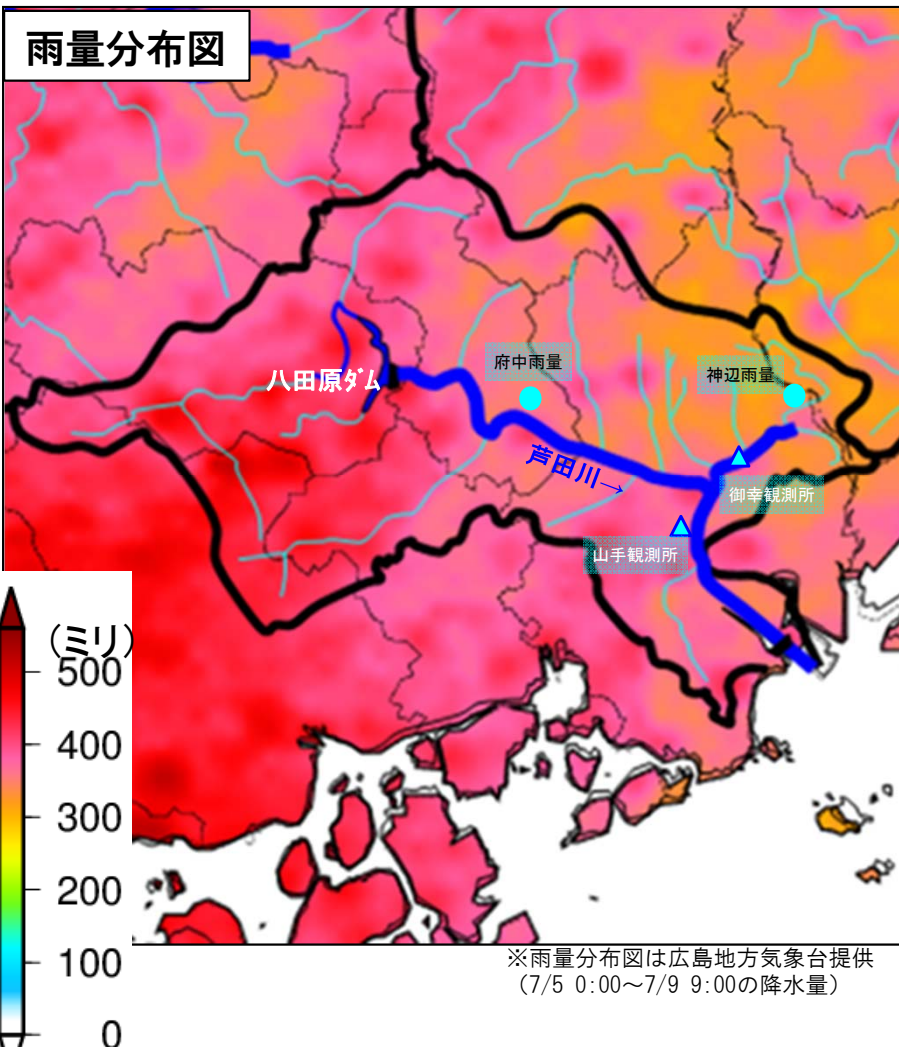 雨量分布図
八田原ダム
府中雨量
神辺雨量
芦田川→
御幸観測所
山手観測所
(ミリ)
500
400
300
200
100
0
※雨量分布図は広島地方気象台提供
(7/5 0:00～7/9 9:00の降水量)